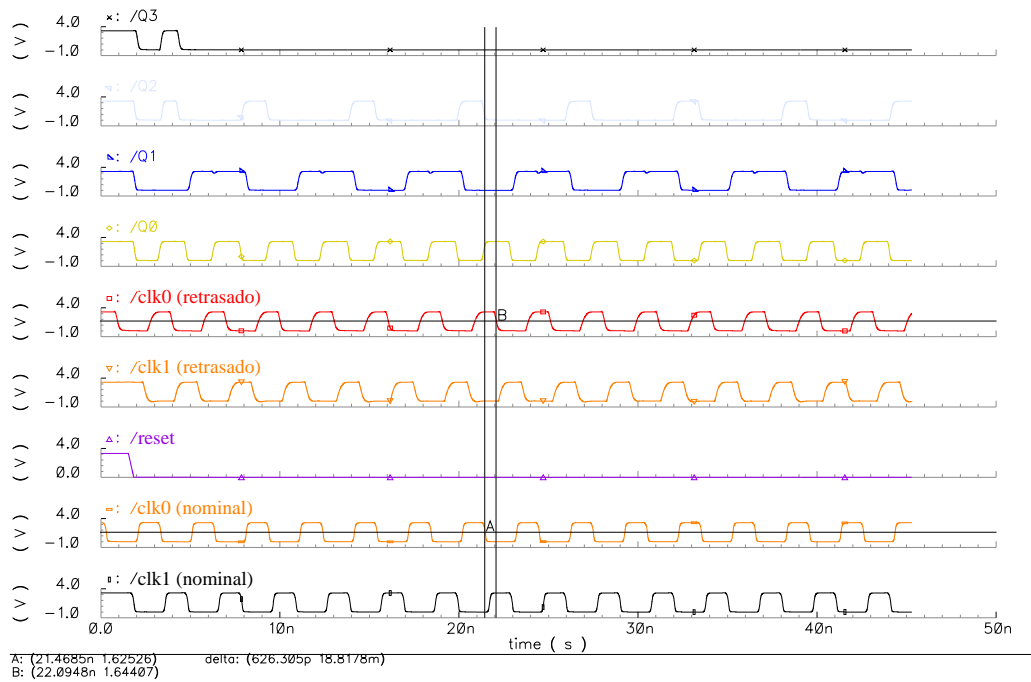 /Q3
4.0
-1.0
(V)
/Q2
4.0
-1.0
(V)
/Q1
4.0
-1.0
(V)
/Q0
4.0
-1.0
(V)
/clk0 (retrasado)
4.0
-1.0
(V)
B
/clk1 (retrasado)
4.0
-1.0
(V)
/reset
4.0
0.0
(V)
/clk0 (nominal)
4.0
-1.0
(V)
A
/clk1 (nominal)
4.0
-1.0
(V)
0.0 10n 20n 30n 40n 50n
time ( s )
A: (21.4685n 1.62526) delta: (626.305p 18.8178m)
B: (22.0948n 1.64407)